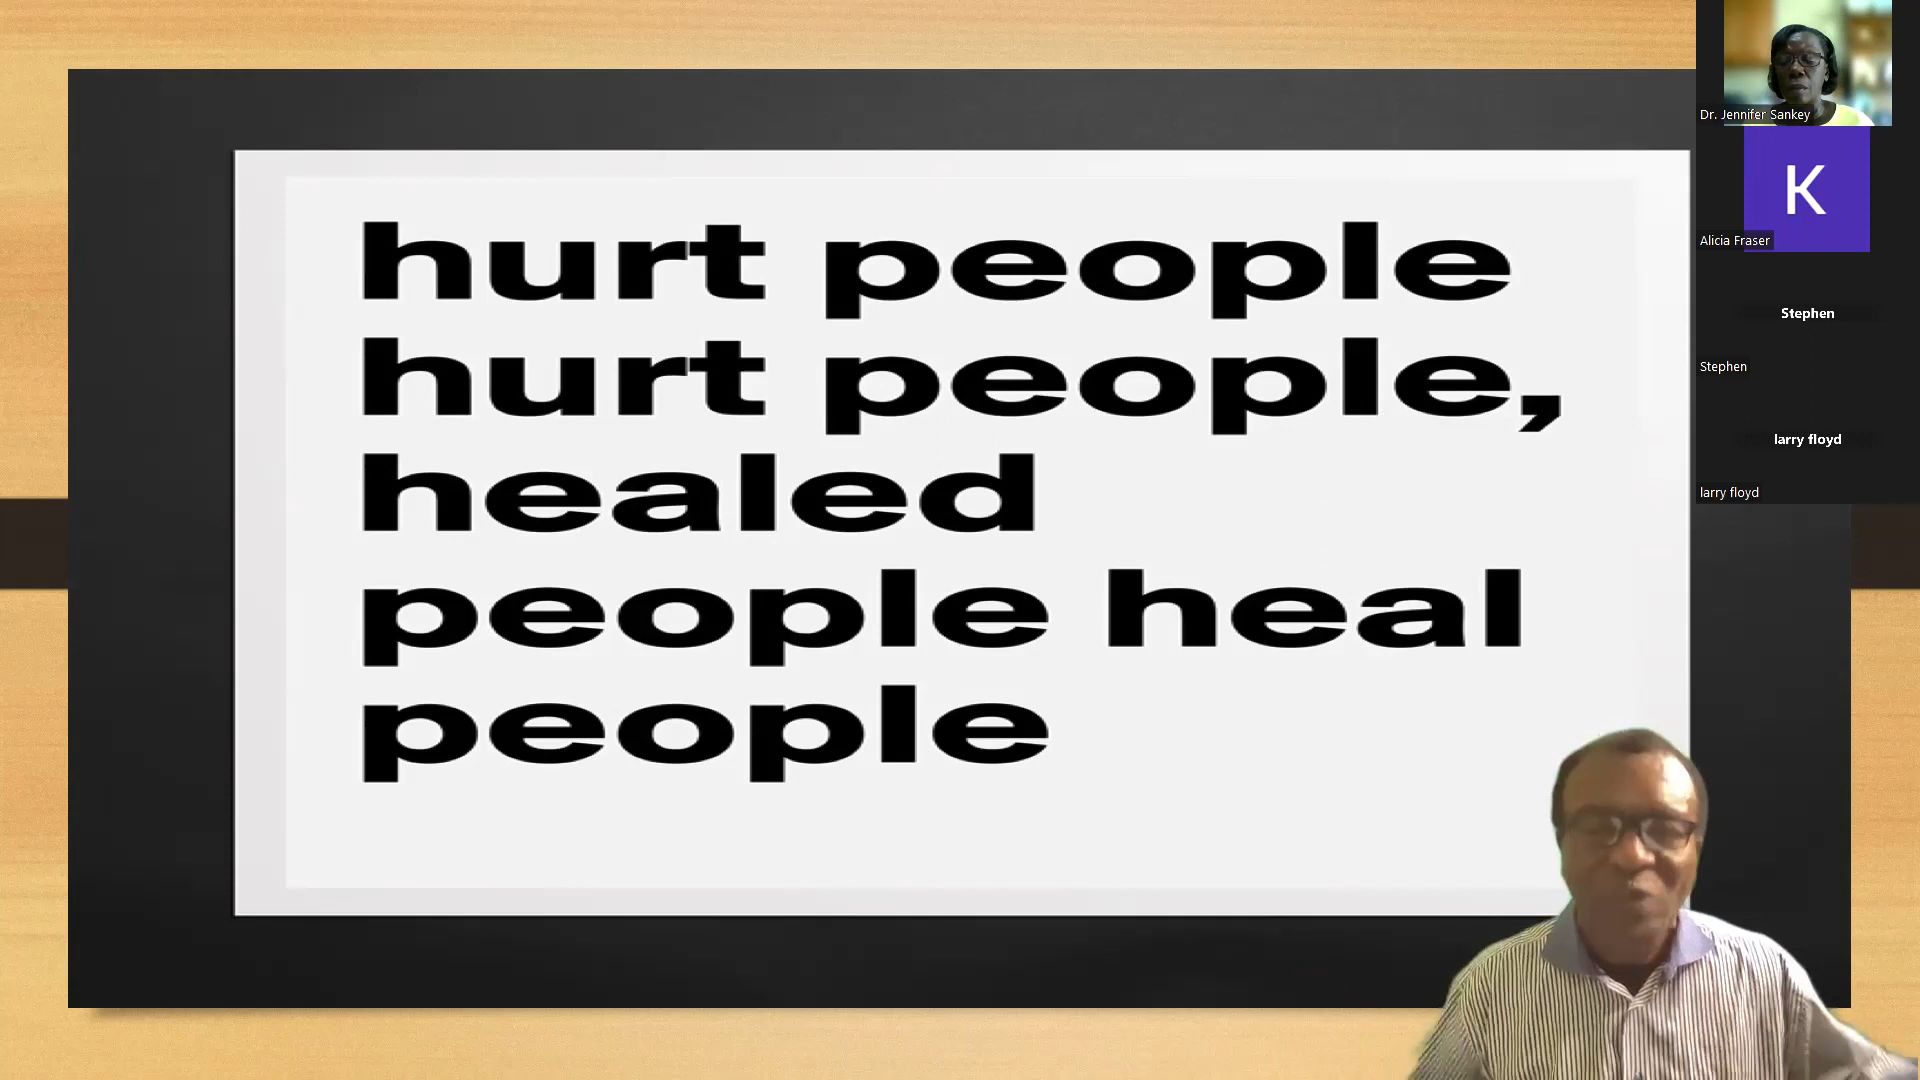 hurt people
hurt people,
healed
people heal
people
Dr. Jennifer Sankey
K
Alicia Fraser
Stephen
Stephen
larry floyd
larry floyd